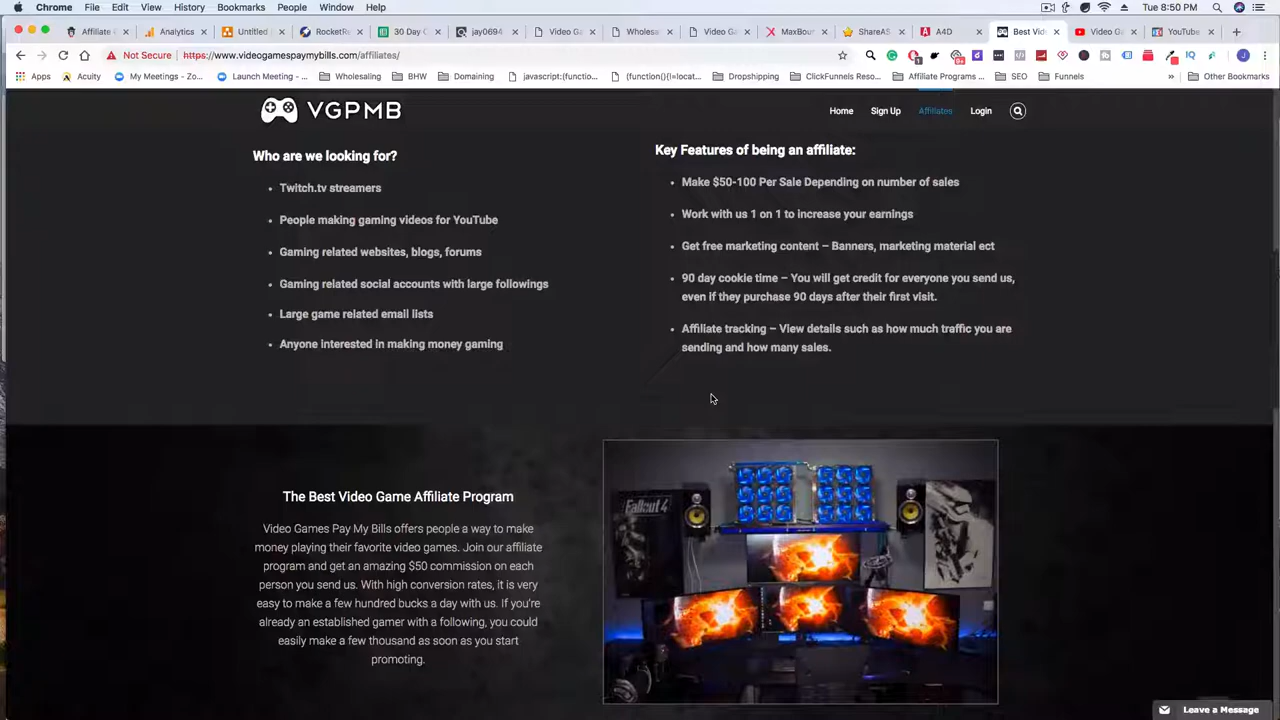 Chrome File Edit View History Bookmarks People Window Help Tue 8:50 PM
Affiliate Analytics Untitled RocketR 30 Day C jay0694 Video Ga Wholesa Video Ga MaxBour ShareAS A4D Best Vid Video Ga YouTube
Not Secure https://www.videogamespaymybills.com/affiliates/
Apps Acuity My Meetings - Zo... Launch Meeting - ... Wholesaling BHW Domaining javascript:(functio... (function()(!=locat... Dropshipping ClickFunnels Reso... Affiliate Programs ... SEO Funnels » Other Bookmarks
VGPMB Home Sign Up Affiliates Login
Who are we looking for?
• Twitch.tv streamers
• People making gaming videos for YouTube
• Gaming related websites, blogs, forums
• Gaming related social accounts with large followings
• Large game related email lists
• Anyone interested in making money gaming
Key Features of being an affiliate:
• Make $50-100 Per Sale Depending on number of sales
• Work with us 1 on 1 to increase your earnings
• Get free marketing content – Banners, marketing material ect
• 90 day cookie time – You will get credit for everyone you send us,
even if they purchase 90 days after their first visit.
• Affiliate tracking – View details such as how much traffic you are
sending and how many sales.
The Best Video Game Affiliate Program
Video Games Pay My Bills offers people a way to make
money playing their favorite video games. Join our affiliate
program and get an amazing $50 commission on each
person you send us. With high conversion rates, it is very
easy to make a few hundred bucks a day with us. If you're
already an established gamer with a following, you could
easily make a few thousand as soon as you start
promoting.
Fallout 4
Leave a Message